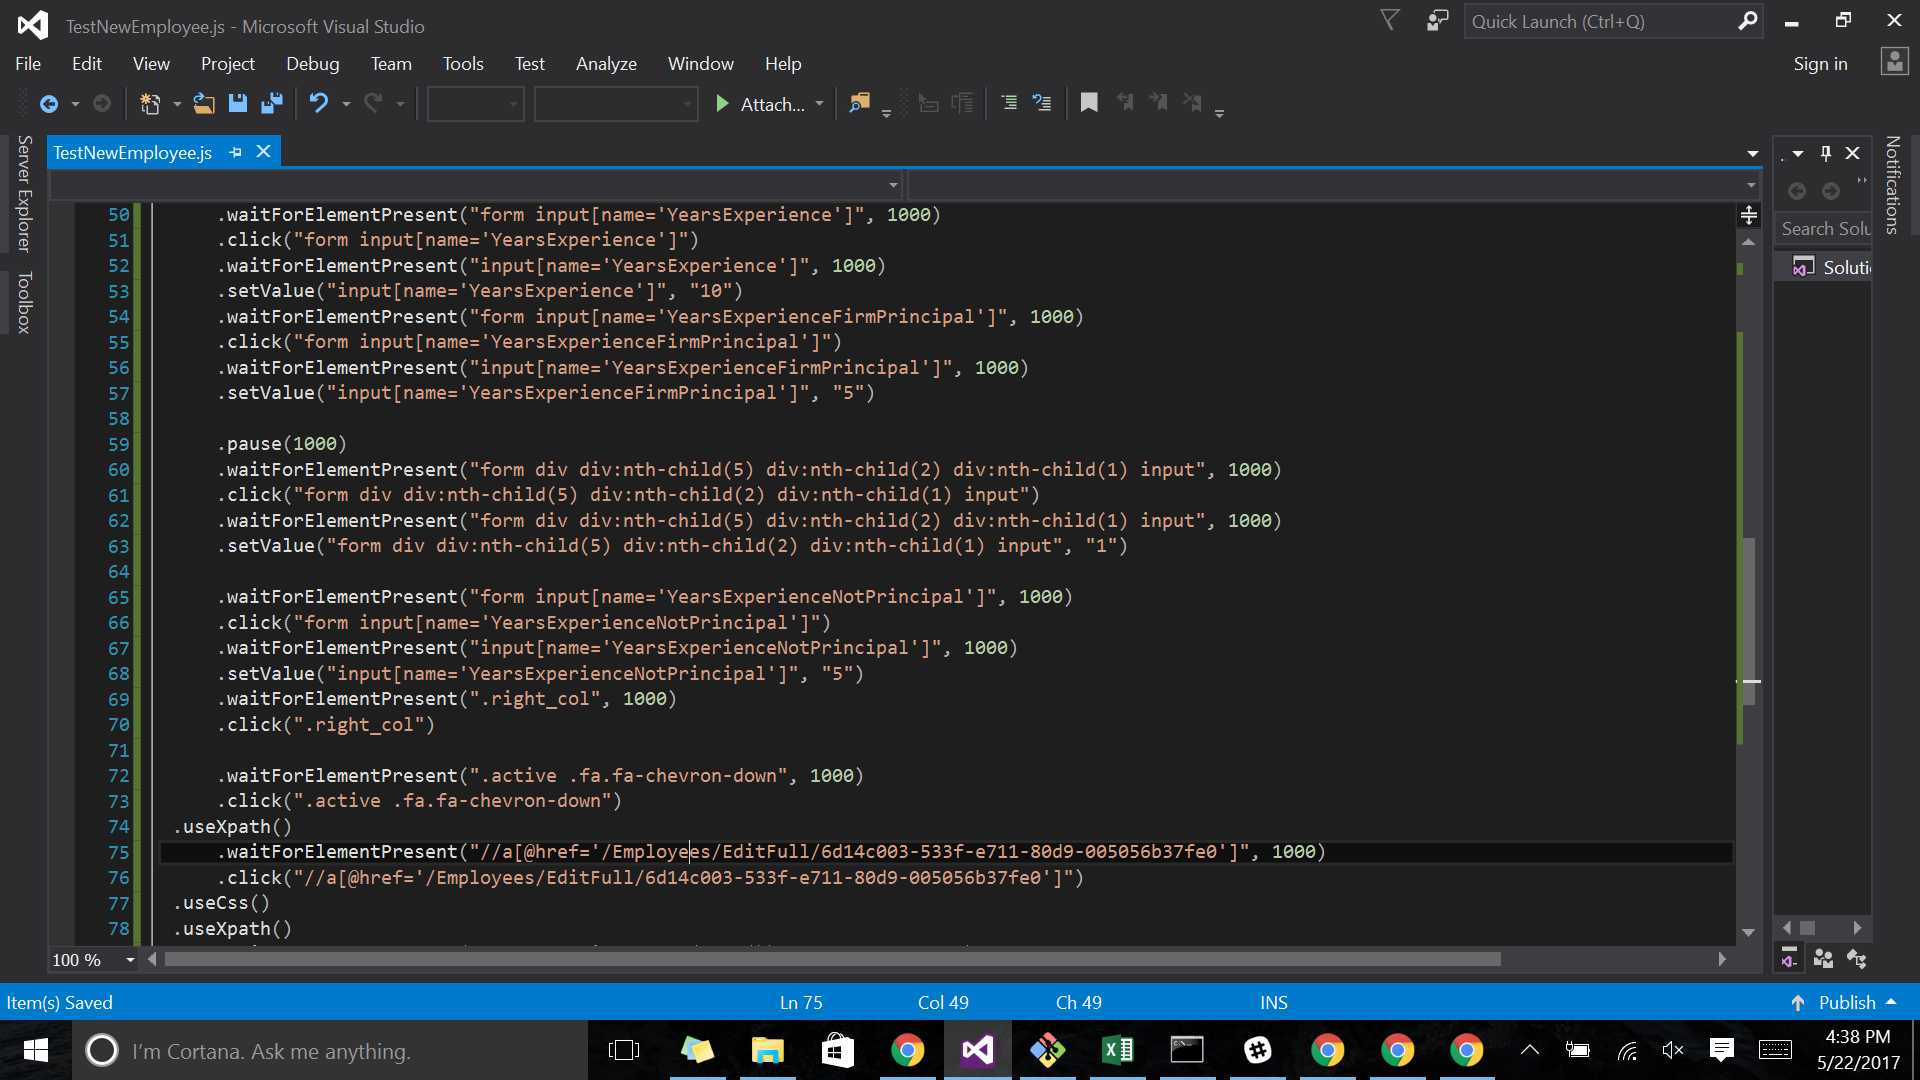 TestNewEmployee.js - Microsoft Visual Studio
Quick Launch (Ctrl+Q)
File Edit View Project Debug Team Tools Test Analyze Window Help
Sign in
Attach...
Server Explorer
Toolbox
TestNewEmployee.js
Notifications
Search Solu
Soluti
50 .waitForElementPresent("form input[name='YearsExperience']", 1000)
51 .click("form input[name='YearsExperience']")
52 .waitForElementPresent("input[name='YearsExperience']", 1000)
53 .setValue("input[name='YearsExperience']", "10")
54 .waitForElementPresent("form input[name='YearsExperienceFirmPrincipal']", 1000)
55 .click("form input[name='YearsExperienceFirmPrincipal']")
56 .waitForElementPresent("input[name='YearsExperienceFirmPrincipal']", 1000)
57 .setValue("input[name='YearsExperienceFirmPrincipal']", "5")
58
59 .pause(1000)
60 .waitForElementPresent("form div div:nth-child(5) div:nth-child(2) div:nth-child(1) input", 1000)
61 .click("form div div:nth-child(5) div:nth-child(2) div:nth-child(1) input")
62 .waitForElementPresent("form div div:nth-child(5) div:nth-child(2) div:nth-child(1) input", 1000)
63 .setValue("form div div:nth-child(5) div:nth-child(2) div:nth-child(1) input", "1")
64
65 .waitForElementPresent("form input[name='YearsExperienceNotPrincipal']", 1000)
66 .click("form input[name='YearsExperienceNotPrincipal']")
67 .waitForElementPresent("input[name='YearsExperienceNotPrincipal']", 1000)
68 .setValue("input[name='YearsExperienceNotPrincipal']", "5")
69 .waitForElementPresent(".right_col", 1000)
70 .click(".right_col")
71
72 .waitForElementPresent(".active .fa.fa-chevron-down", 1000)
73 .click(".active .fa.fa-chevron-down")
74 .useXpath()
75 .waitForElementPresent("//a[@href='/Employees/EditFull/6d14c003-533f-e711-80d9-005056b37fe0']", 1000)
76 .click("//a[@href='/Employees/EditFull/6d14c003-533f-e711-80d9-005056b37fe0']")
77 .useCss()
78 .useXpath()
100 %
Item(s) Saved
Ln 75
Col 49
Ch 49
INS
Publish
I'm Cortana. Ask me anything.
4:38 PM
5/22/2017